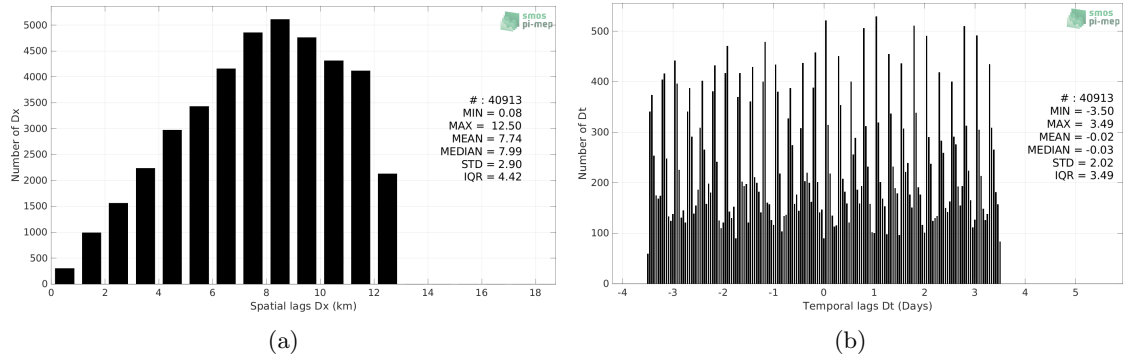 smos
pi-mep
5000
4500
4000
3500
3000
2500
2000
1500
1000
500
0
Number of Dx
# : 40913
MIN = 0.08
MAX = 12.50
MEAN = 7.74
MEDIAN = 7.99
STD = 2.90
IQR = 4.42
0 2 4 6 8 10 12 14 16 18
Spatial lags Dx (km)
(a)
smos
pi-mep
500
400
300
200
100
0
Number of Dt
# : 40913
MIN = -3.50
MAX = 3.49
MEAN = -0.02
MEDIAN = -0.03
STD = 2.02
IQR = 3.49
-4 -3 -2 -1 0 1 2 3 4 5
Temporal lags Dt (Days)
(b)